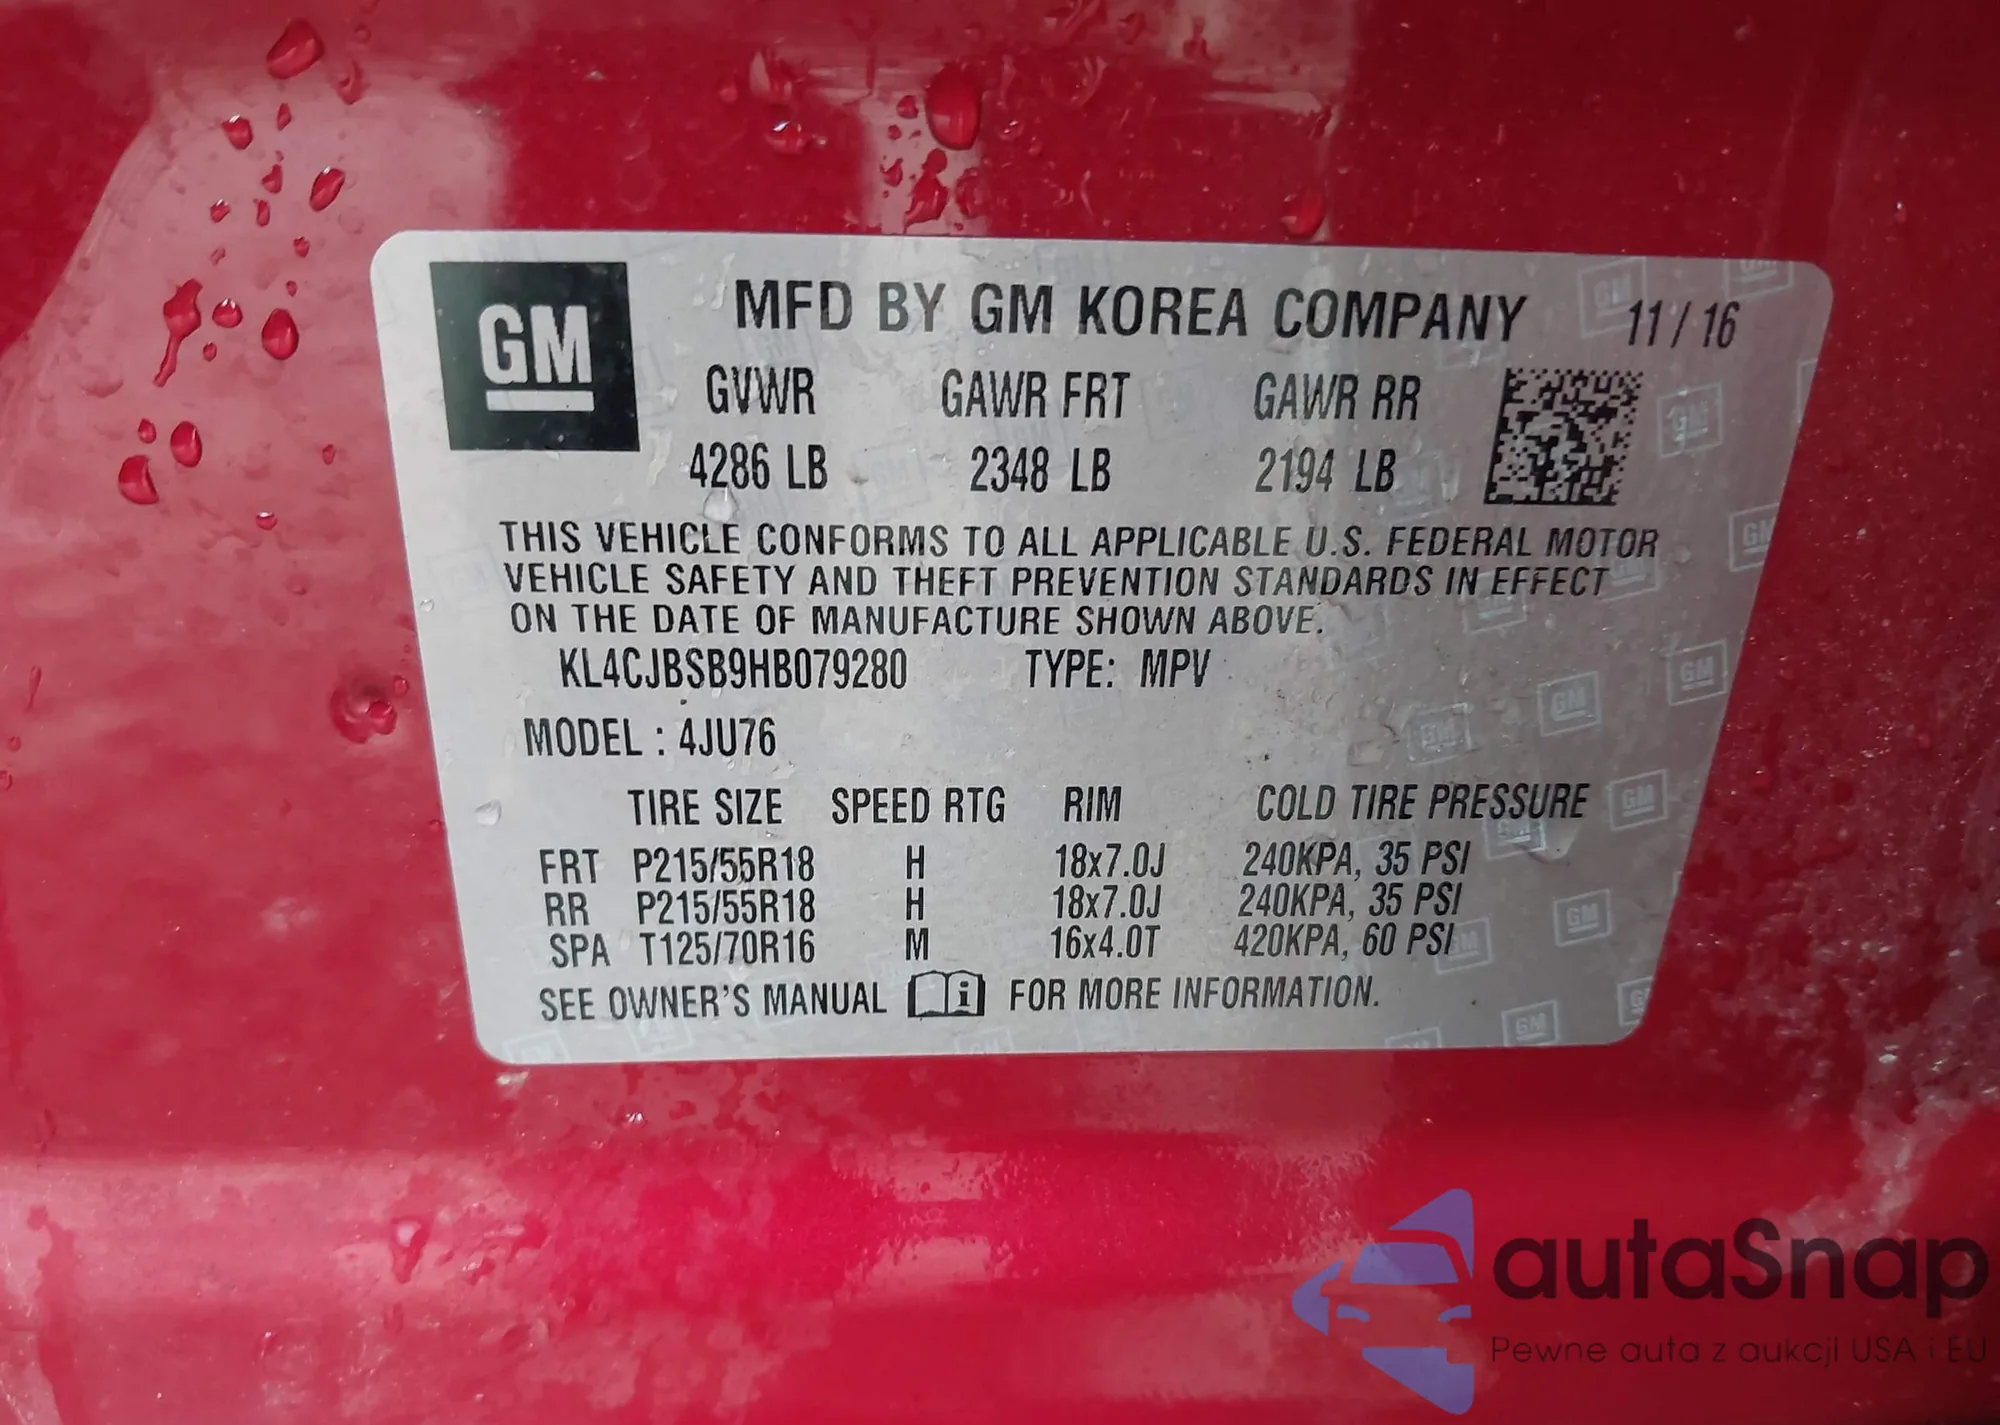 GM
MFD BY GM KOREA COMPANY 11/16
GVWR GAWR FRT GAWR RR
4286 LB 2348 LB 2194 LB
THIS VEHICLE CONFORMS TO ALL APPLICABLE U.S. FEDERAL MOTOR
VEHICLE SAFETY AND THEFT PREVENTION STANDARDS IN EFFECT
ON THE DATE OF MANUFACTURE SHOWN ABOVE.
KL4CJBSB9HB079280 TYPE: MPV
MODEL : 4JU76
TIRE SIZE SPEED RTG RIM COLD TIRE PRESSURE
FRT P215/55R18 H 18x7.0J 240KPA, 35 PSI
RR P215/55R18 H 18x7.0J 240KPA, 35 PSI
SPA T125/70R16 M 16x4.0T 420KPA, 60 PSI
SEE OWNER'S MANUAL i FOR MORE INFORMATION.
autaSnap
Pewne auta z aukcji USA i EU